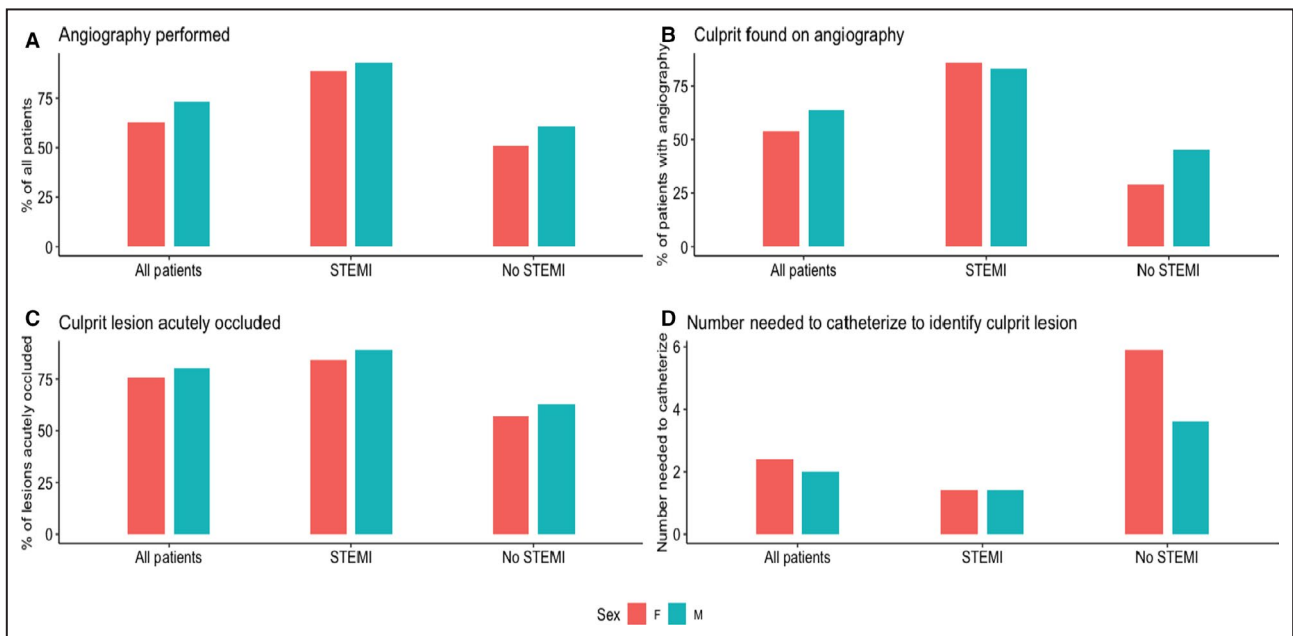 A Angiography performed
% of all patients
75
50
25
0
All patients STEMI No STEMI
B Culprit found on angiography
% of patients with angiography
75
50
25
0
All patients STEMI No STEMI
C Culprit lesion acutely occluded
% of lesions acutely occluded
75
50
25
0
All patients STEMI No STEMI
D Number needed to catheterize to identify culprit lesion
Number needed to catheterize
6
4
2
0
All patients STEMI No STEMI
Sex F M